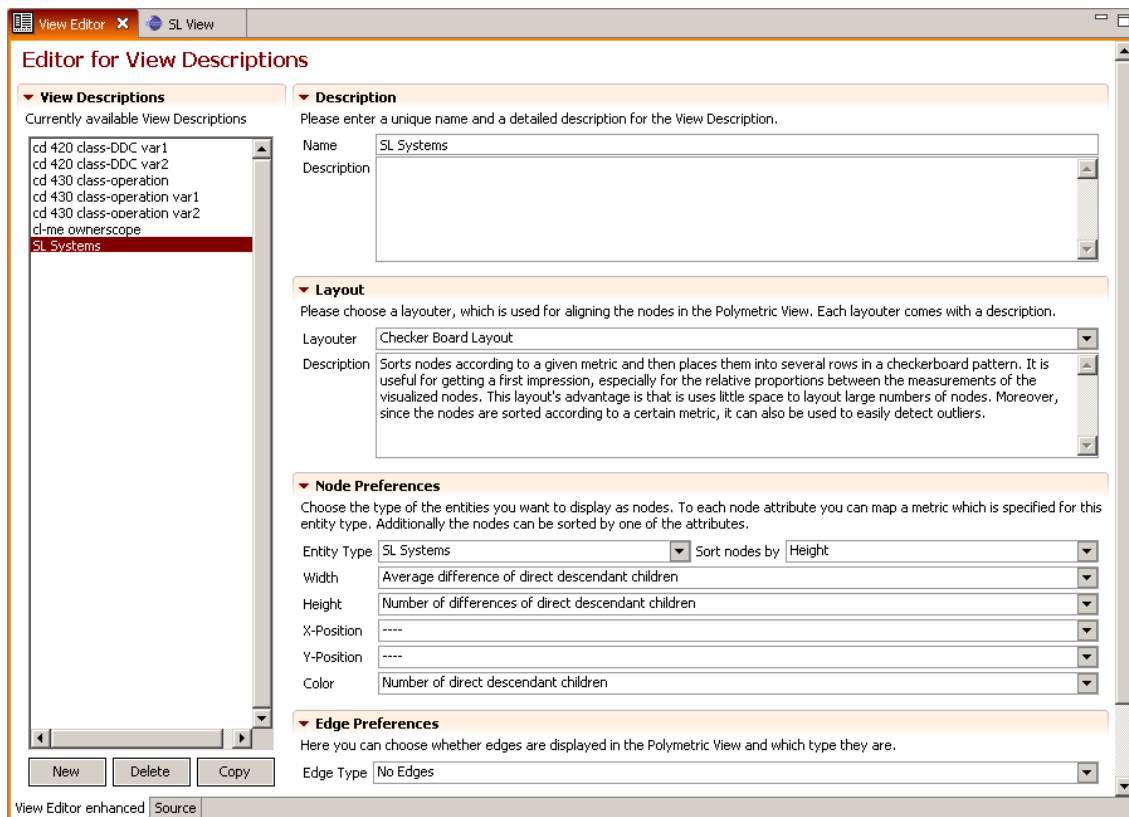 View Editor
SL View
Editor for View Descriptions
View Descriptions
Currently available View Descriptions
cd 420 class-DDC var1
cd 420 class-DDC var2
cd 430 class-operation
cd 430 class-operation var1
cd 430 class-operation var2
cl-me ownerscope
SL Systems
New
Delete
Copy
Description
Please enter a unique name and a detailed description for the View Description.
Name
SL Systems
Description
Layout
Please choose a layouter, which is used for aligning the nodes in the Polymetric View. Each layouter comes with a description.
Layouter
Checker Board Layout
Description
Sorts nodes according to a given metric and then places them into several rows in a checkerboard pattern. It is
useful for getting a first impression, especially for the relative proportions between the measurements of the
visualized nodes. This layout's advantage is that is uses little space to layout large numbers of nodes. Moreover,
since the nodes are sorted according to a certain metric, it can also be used to easily detect outliers.
Node Preferences
Choose the type of the entities you want to display as nodes. To each node attribute you can map a metric which is specified for this
entity type. Additionally the nodes can be sorted by one of the attributes.
Entity Type
SL Systems
Sort nodes by
Height
Width
Average difference of direct descendant children
Height
Number of differences of direct descendant children
X-Position
----
Y-Position
----
Color
Number of direct descendant children
Edge Preferences
Here you can choose whether edges are displayed in the Polymetric View and which type they are.
Edge Type
No Edges
View Editor enhanced
Source